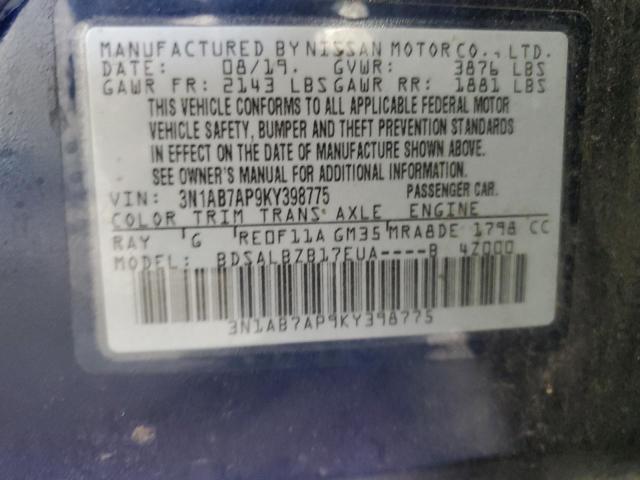 MANUFACTURED BY NISSAN MOTOR CO., LTD.
DATE: 08/19. GVWR: 3876 LBS
GAWR FR: 2143 LBS GAWR RR: 1881 LBS
THIS VEHICLE CONFORMS TO ALL APPLICABLE FEDERAL MOTOR
VEHICLE SAFETY, BUMPER AND THEFT PREVENTION STANDARDS
IN EFFECT ON THE DATE OF MANUFACTURE SHOWN ABOVE.
SEE OWNER'S MANUAL FOR ADDITIONAL INFORMATION.
VIN: 3N1AB7AP9KY398775 PASSENGER CAR.
COLOR TRIM TRANS. AXLE ENGINE
RAY G RE0F11A GM35 MRA8DE 1798 CC
MODEL: BDSALBZB17EUA----B 4Z000
3N1AB7AP9KY398775